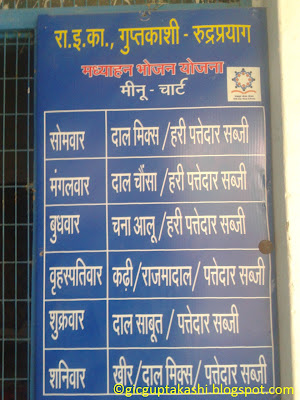 रा.इ.का., गुप्तकाशी - रुद्रप्रयाग
मध्याहन भोजन योजना
मीनू - चार्ट
सोमवार दाल मिक्स / हरी पत्तेदार सब्जी
मंगलवार दाल चौंसा / हरी पत्तेदार सब्जी
बुधवार चना आलू / हरी पत्तेदार सब्जी
वृहस्पतिवार कढ़ी / राजमादाल / पत्तेदार सब्जी
शुक्रवार दाल साबूत / पत्तेदार सब्जी
शनिवार खीर / दाल मिक्स / पत्तेदार सब्जी
©gicguptakashi.blogspot.com